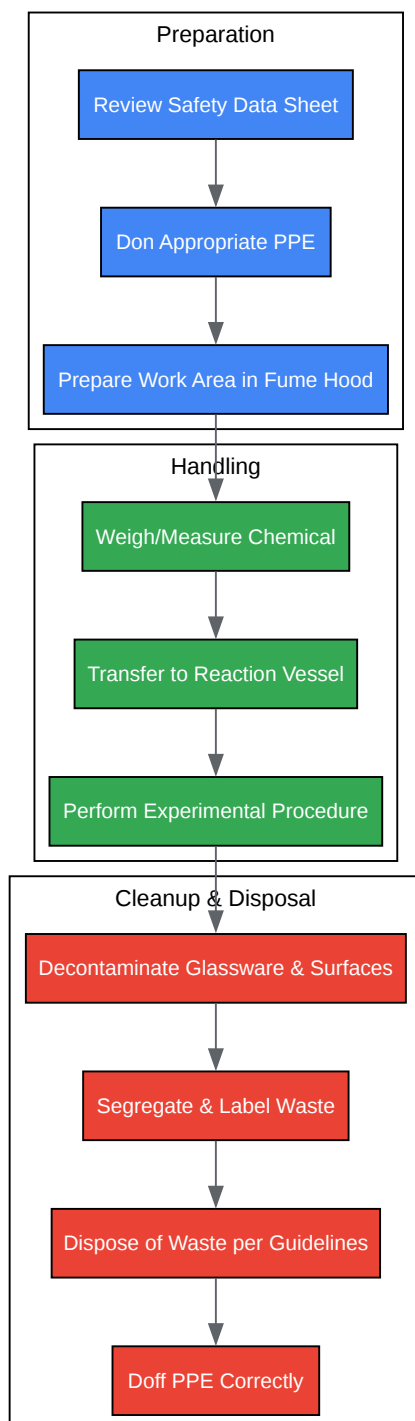 Preparation
Review Safety Data Sheet
Don Appropriate PPE
Prepare Work Area in Fume Hood
Handling
Weigh/Measure Chemical
Transfer to Reaction Vessel
Perform Experimental Procedure
Cleanup & Disposal
Decontaminate Glassware & Surfaces
Segregate & Label Waste
Dispose of Waste per Guidelines
Doff PPE Correctly